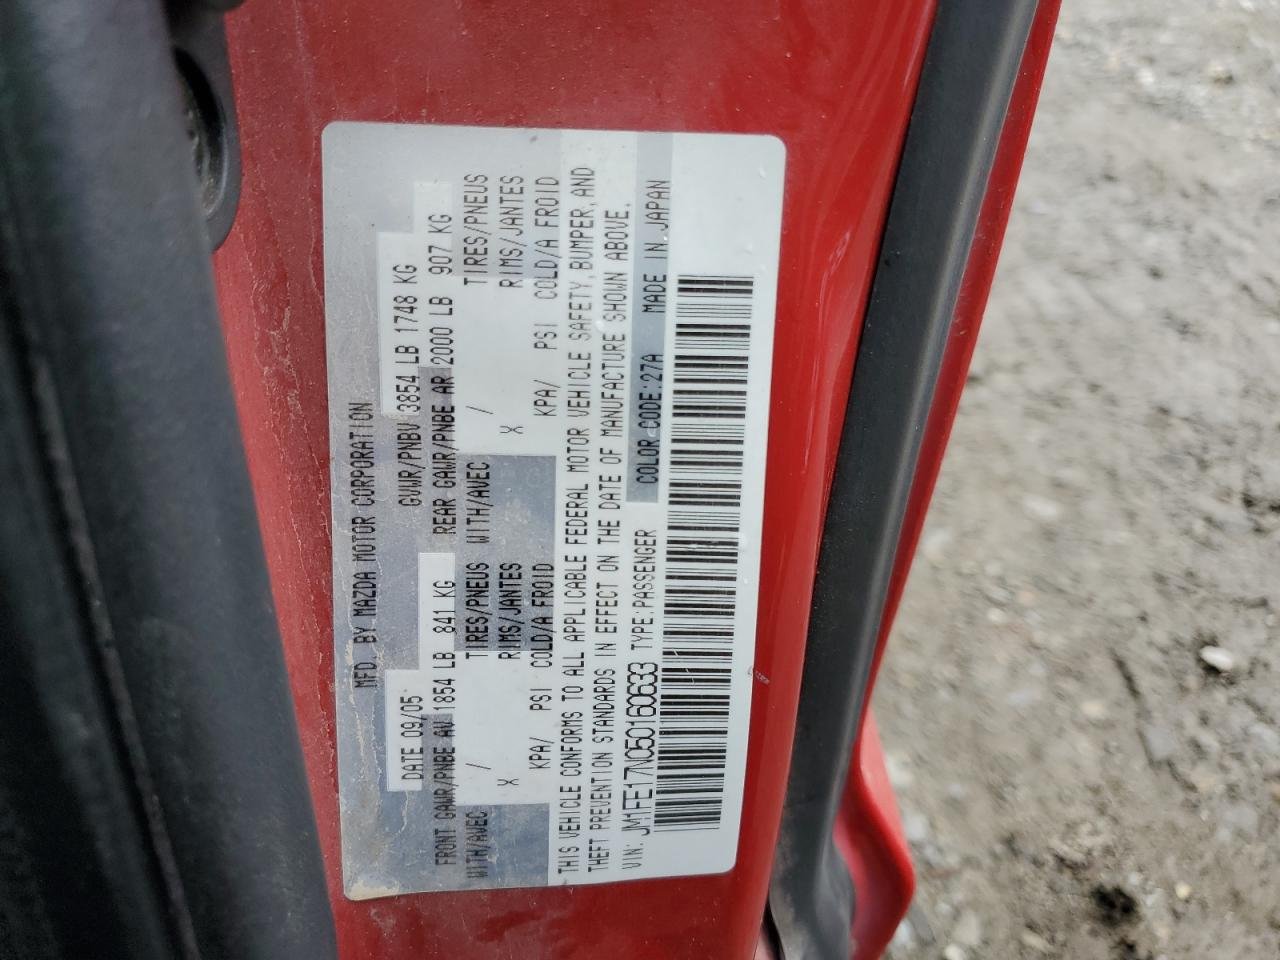 MFD. BY MAZDA MOTOR CORPORATION
DATE 09/05 GVWR/PNBV 3854 LB 1748 KG
FRONT GAWR/PNBE AV 1854 LB 841 KG REAR GAWR/PNBE AR 2000 LB 907 KG
WITH/AVEC / TIRES/PNEUS WITH/AVEC / TIRES/PNEUS
X RIMS/JANTES X RIMS/JANTES
KPA/ PSI COLD/A FROID KPA/ PSI COLD/A FROID
THIS VEHICLE CONFORMS TO ALL APPLICABLE FEDERAL MOTOR VEHICLE SAFETY, BUMPER, AND
THEFT PREVENTION STANDARDS IN EFFECT ON THE DATE OF MANUFACTURE SHOWN ABOVE.
VIN: JM1FE17N050160633 TYPE:PASSENGER COLOR CODE:27A MADE IN JAPAN